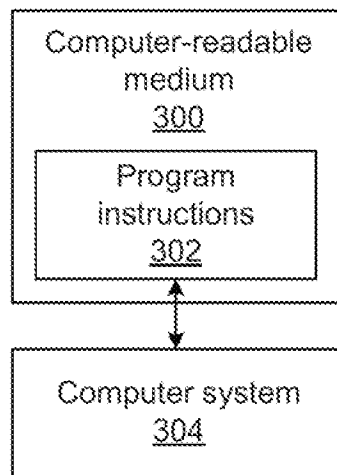 Computer-readable
medium
300
Program
instructions
302
Computer system
304